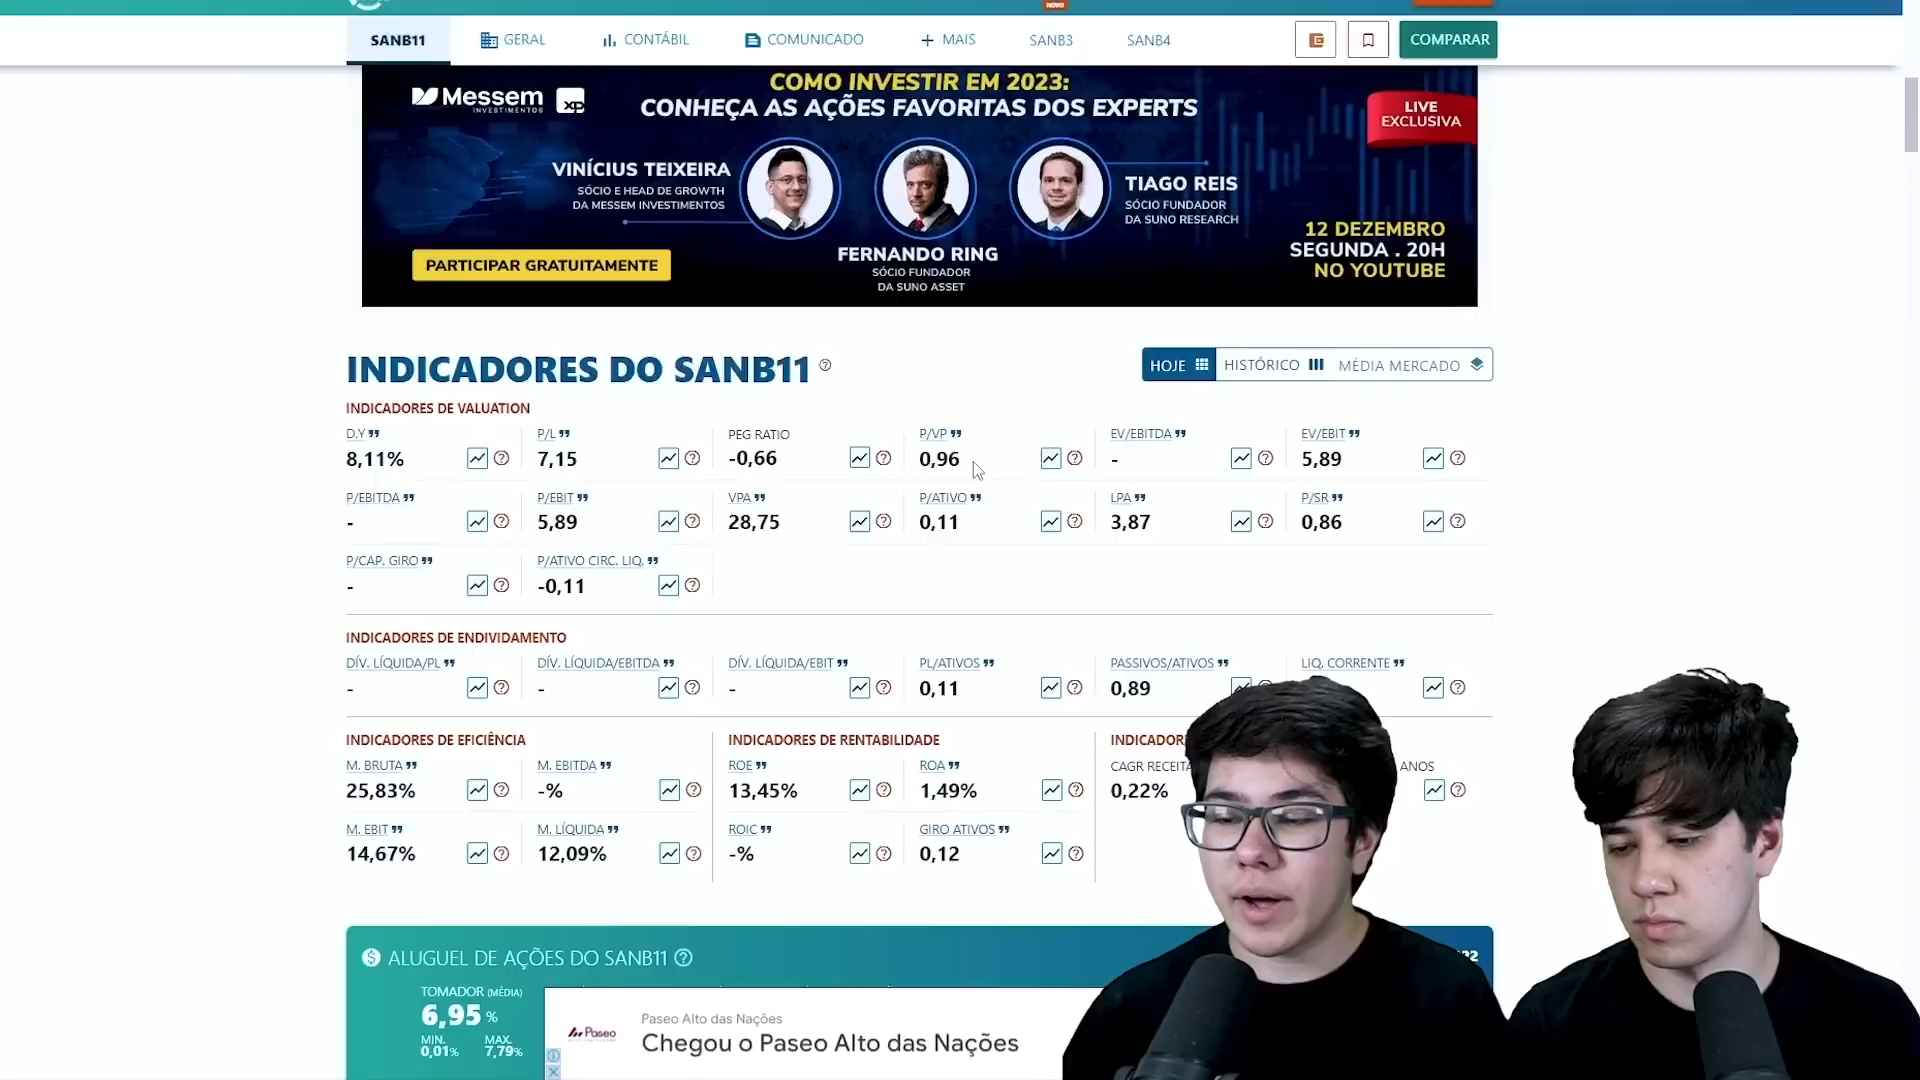 NOVO
SANB11
GERAL
CONTÁBIL
COMUNICADO
MAIS
SANB3
SANB4
COMPARAR
Messem
INVESTIMENTOS
xp
COMO INVESTIR EM 2023:
CONHEÇA AS AÇÕES FAVORITAS DOS EXPERTS
LIVE
EXCLUSIVA
VINÍCIUS TEIXEIRA
SÓCIO E HEAD DE GROWTH
DA MESSEM INVESTIMENTOS
TIAGO REIS
SÓCIO FUNDADOR
DA SUNO RESEARCH
FERNANDO RING
SÓCIO FUNDADOR
DA SUNO ASSET
PARTICIPAR GRATUITAMENTE
12 DEZEMBRO
SEGUNDA . 20H
NO YOUTUBE
INDICADORES DO SANB11
HOJE
HISTÓRICO
MÉDIA MERCADO
INDICADORES DE VALUATION
D.Y P/L PEG RATIO P/VP EV/EBITDA EV/EBIT
8,11% 7,15 -0,66 0,96 - 5,89
P/EBITDA P/EBIT VPA P/ATIVO LPA P/SR
- 5,89 28,75 0,11 3,87 0,86
P/CAP. GIRO P/ATIVO CIRC. LIQ.
- -0,11
INDICADORES DE ENDIVIDAMENTO
DÍV. LÍQUIDA/PL DÍV. LÍQUIDA/EBITDA DÍV. LÍQUIDA/EBIT PL/ATIVOS PASSIVOS/ATIVOS LIQ. CORRENTE
- - - 0,11 0,89
INDICADORES DE EFICIÊNCIA INDICADORES DE RENTABILIDADE
M. BRUTA M. EBITDA ROE ROA CAGR RECEITA ANOS
25,83% -% 13,45% 1,49% 0,22%
M. EBIT M. LÍQUIDA ROIC GIRO ATIVOS
14,67% 12,09% -% 0,12
ALUGUEL DE AÇÕES DO SANB11
TOMADOR (MÉDIA)
6,95 %
MIN. MAX.
0,01% 7,79%
Paseo
Paseo Alto das Nações
Chegou o Paseo Alto das Nações